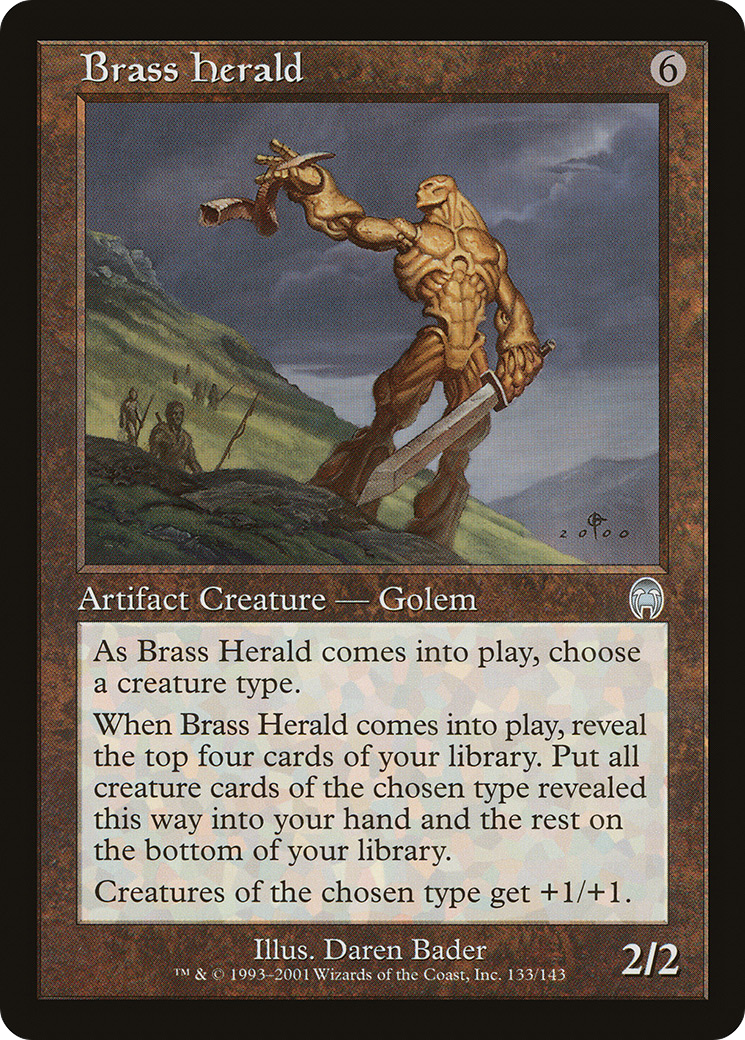 Brass Herald
6
2000
Artifact Creature — Golem
As Brass Herald comes into play, choose
a creature type.
When Brass Herald comes into play, reveal
the top four cards of your library. Put all
creature cards of the chosen type revealed
this way into your hand and the rest on
the bottom of your library.
Creatures of the chosen type get +1/+1.
Illus. Daren Bader
™ & © 1993–2001 Wizards of the Coast, Inc. 133/143
2/2